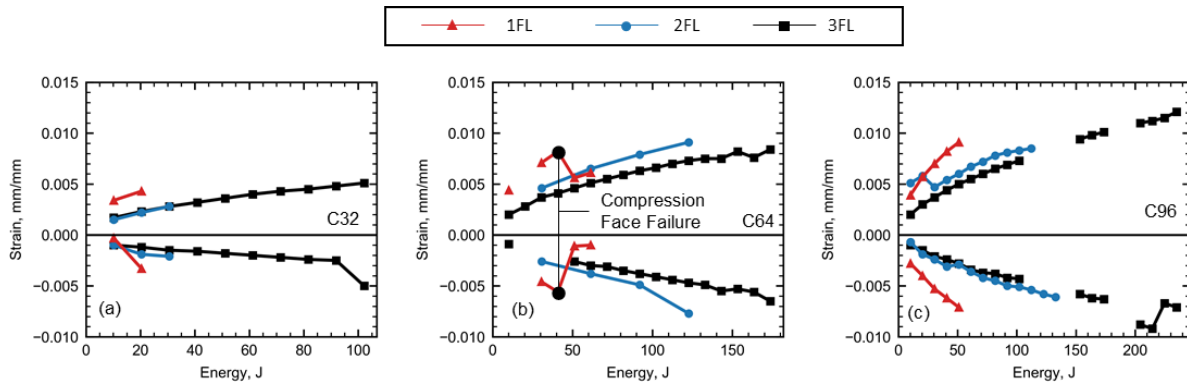 1FL 2FL 3FL
0.015 0.015 0.015
0.010 0.010 0.010
0.005 0.005 0.005
C32 Compression C64 C96
Face Failure
0.000 0.000 0.000
−0.005 −0.005 −0.005
(a) (b) (c)
−0.010 −0.010 −0.010
Strain, mm/mm Strain, mm/mm Strain, mm/mm
0 20 40 60 80 100 0 50 100 150 0 50 100 150 200
Energy, J Energy, J Energy, J